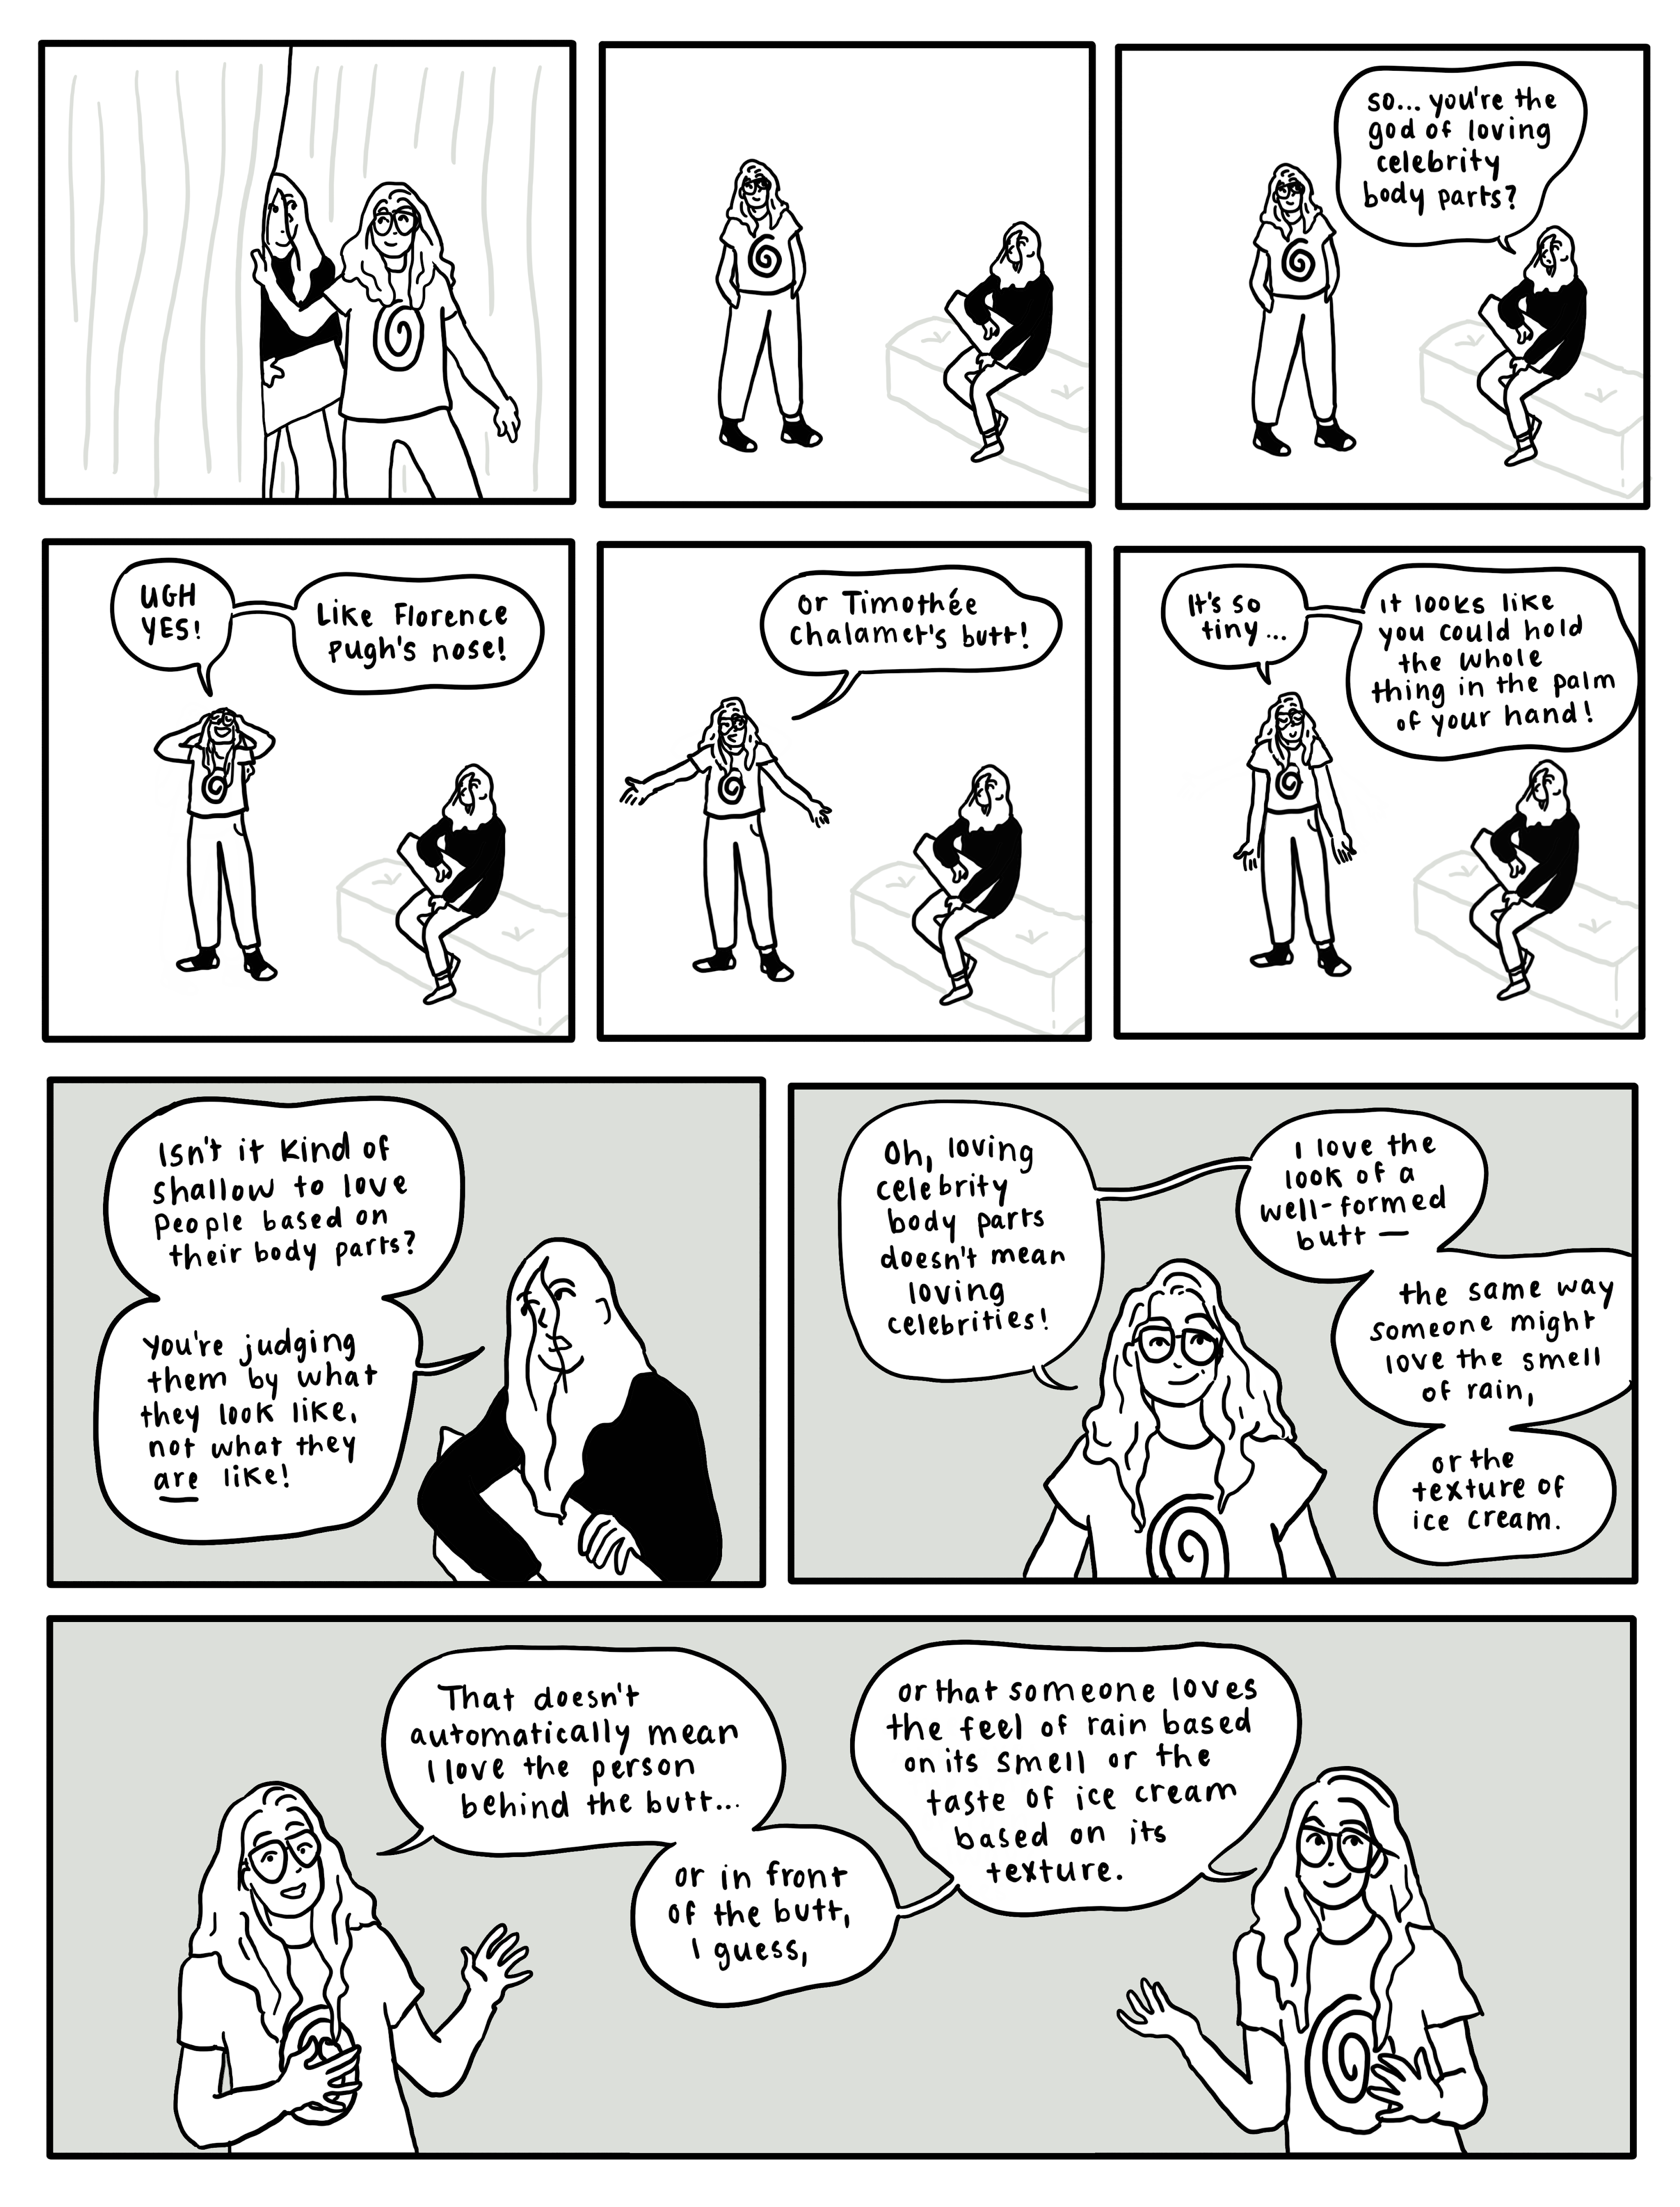 so... you're the
god of loving
celebrity
body parts?
UGH
YES!
Like Florence
Pugh's nose!
or Timothée
Chalamet's butt!
It's so
tiny...
it looks like
you could hold
the whole
thing in the palm
of your hand!
Isn't it kind of
shallow to love
people based on
their body parts?
You're judging
them by what
they look like,
not what they
are like!
Oh, loving
celebrity
body parts
doesn't mean
loving
celebrities!
I love the
look of a
well-formed
butt —
the same way
someone might
love the smell
of rain,
or the
texture of
ice cream.
That doesn't
automatically mean
I love the person
behind the butt...
or in front
of the butt,
I guess,
or that someone loves
the feel of rain based
on its smell or the
taste of ice cream
based on its
texture.